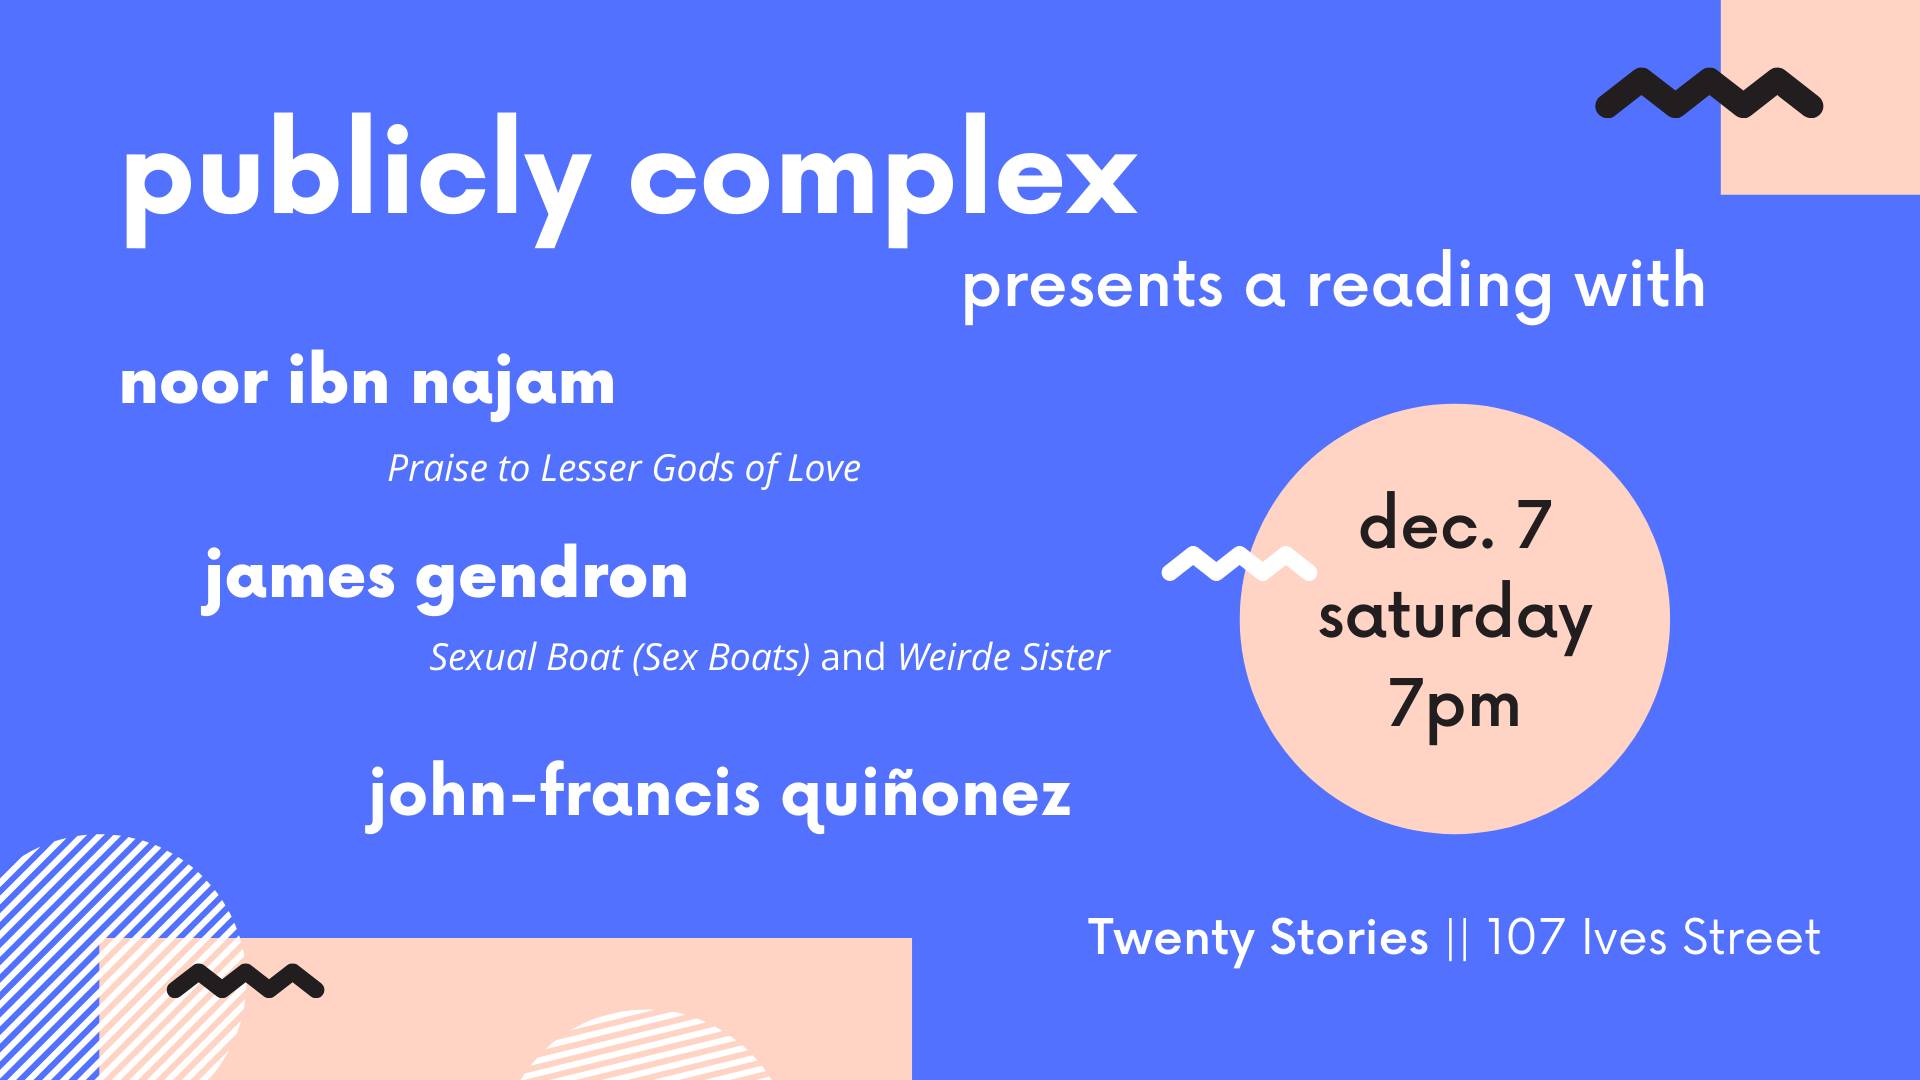 publicly complex
presents a reading with
noor ibn najam
Praise to Lesser Gods of Love
james gendron
Sexual Boat (Sex Boats) and Weirde Sister
john-francis quiñonez
dec. 7
saturday
7pm
Twenty Stories || 107 Ives Street